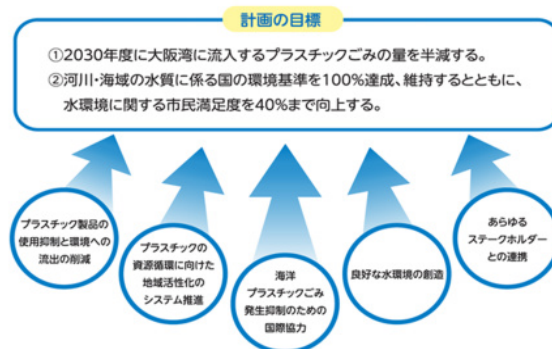 計画の目標
①2030年度に大阪湾に流入するプラスチックごみの量を半減する。
②河川・海域の水質に係る国の環境基準を100%達成、維持するとともに、
水環境に関する市民満足度を40%まで向上する。
プラスチック製品の
使用抑制と環境への
流出の削減
プラスチックの
資源循環に向けた
地域活性化の
システム推進
海洋
プラスチックごみ
発生抑制のための
国際協力
良好な水環境の創造
あらゆる
ステークホルダー
との連携